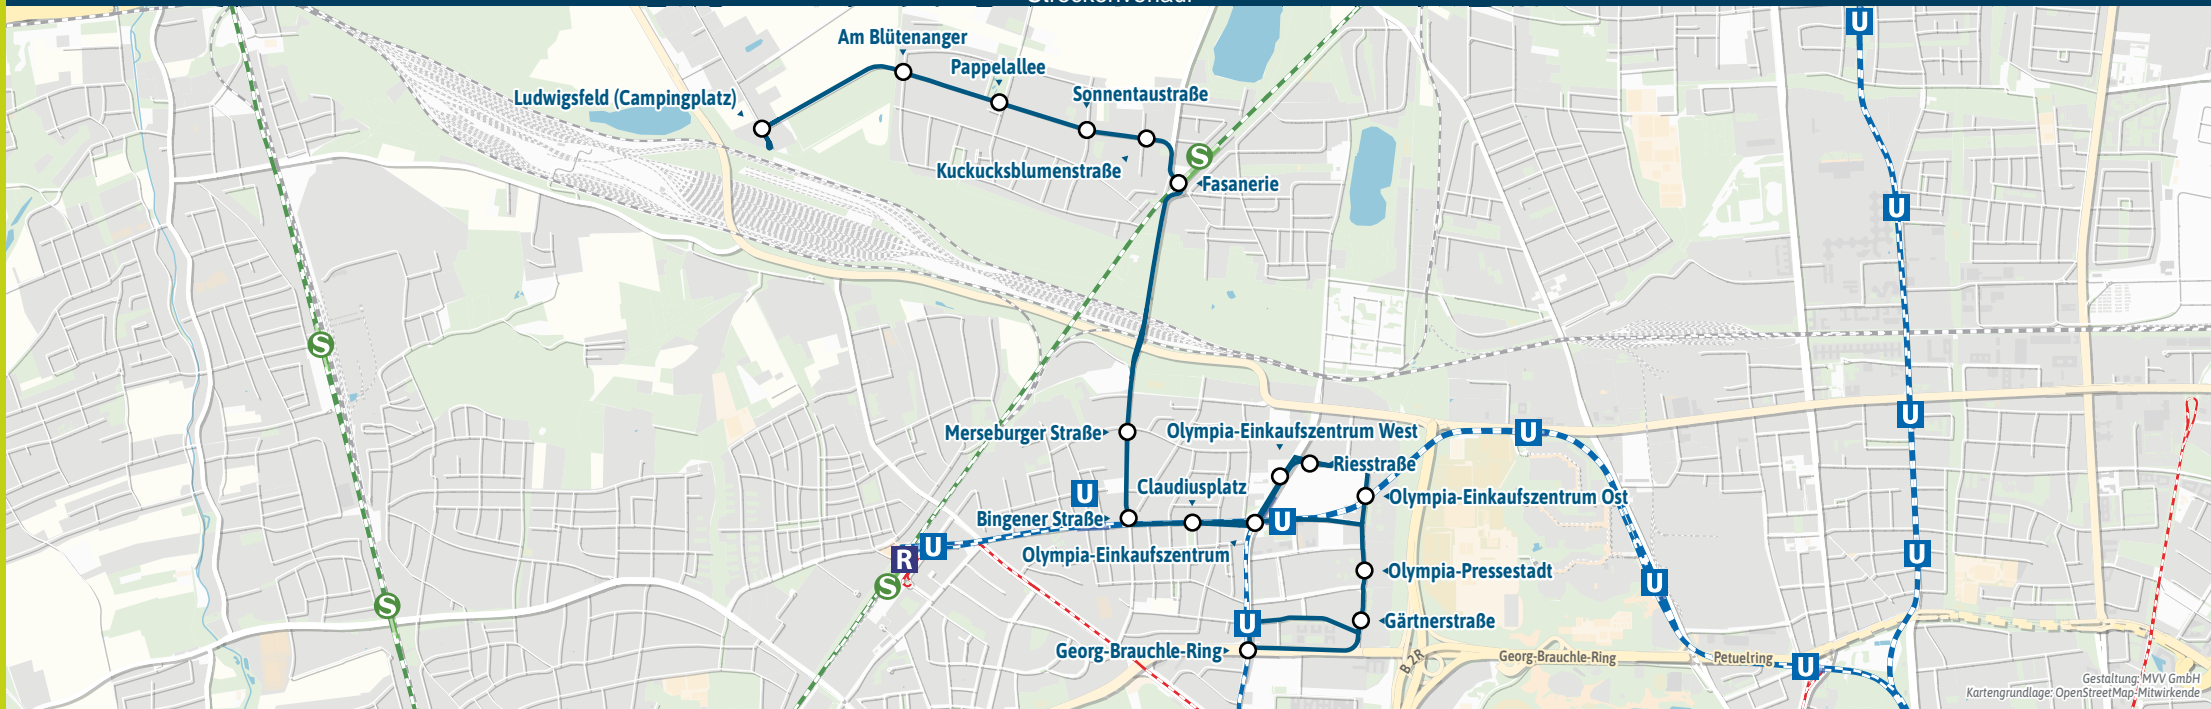 Streckenverlauf
Am Blütenanger
Pappelallee
Ludwigsfeld (Campingplatz)
Sonnentaustraße
S
Kuckucksblumenstraße
Fasanerie
U
U
S
U
Merseburger Straße
Olympia-Einkaufszentrum West
U
Riesstraße
Claudiusplatz
U
Olympia-Einkaufszentrum Ost
Bingener Straße
U
U
R
Olympia-Einkaufszentrum
U
S
Olympia-Pressestadt
U
S
U
Gärtnerstraße
Georg-Brauchle-Ring
B 2R
Georg-Brauchle-Ring
Petuelring
U
Gestaltung: MVV GmbH
Kartengrundlage: OpenStreetMap-Mitwirkende